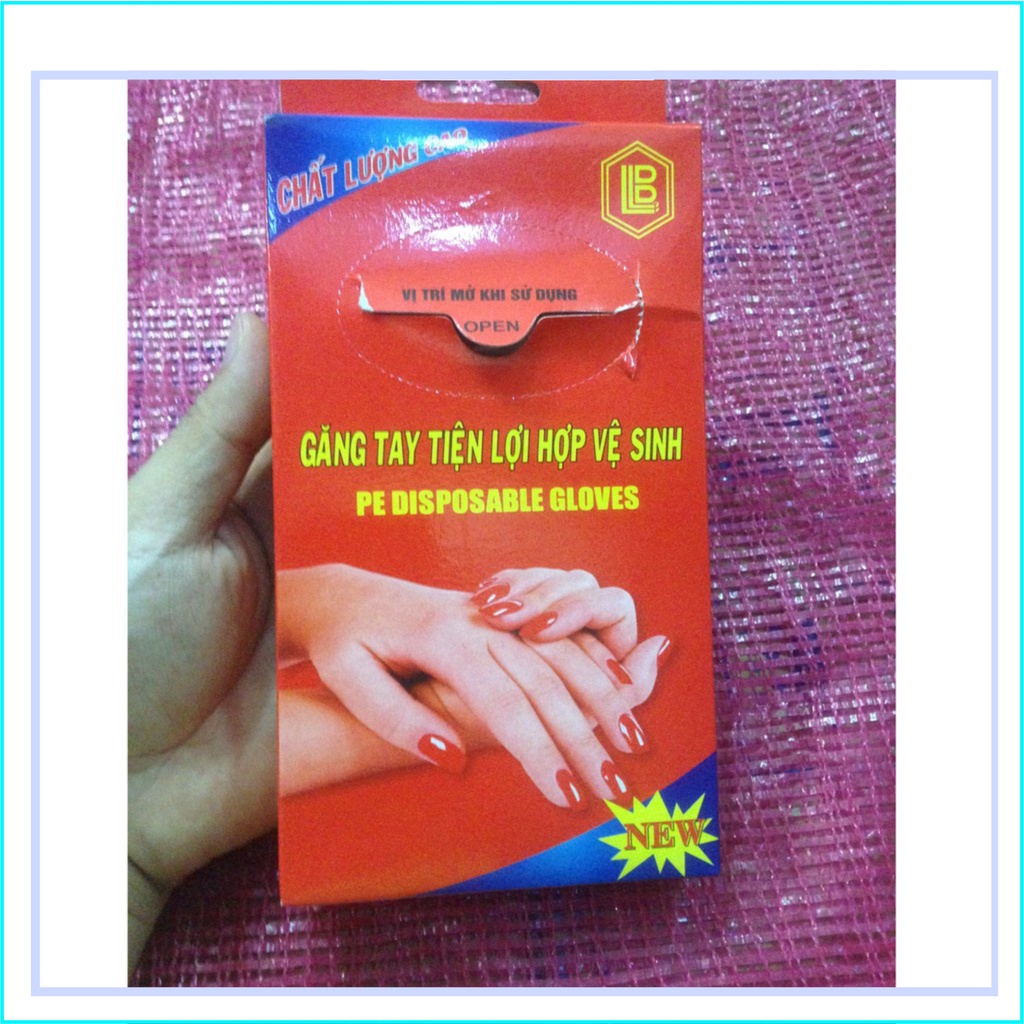 CHẤT LƯỢNG CAO
LBB
VỊ TRÍ MỞ KHI SỬ DỤNG
OPEN
GĂNG TAY TIỆN LỢI HỢP VỆ SINH
PE DISPOSABLE GLOVES
NEW